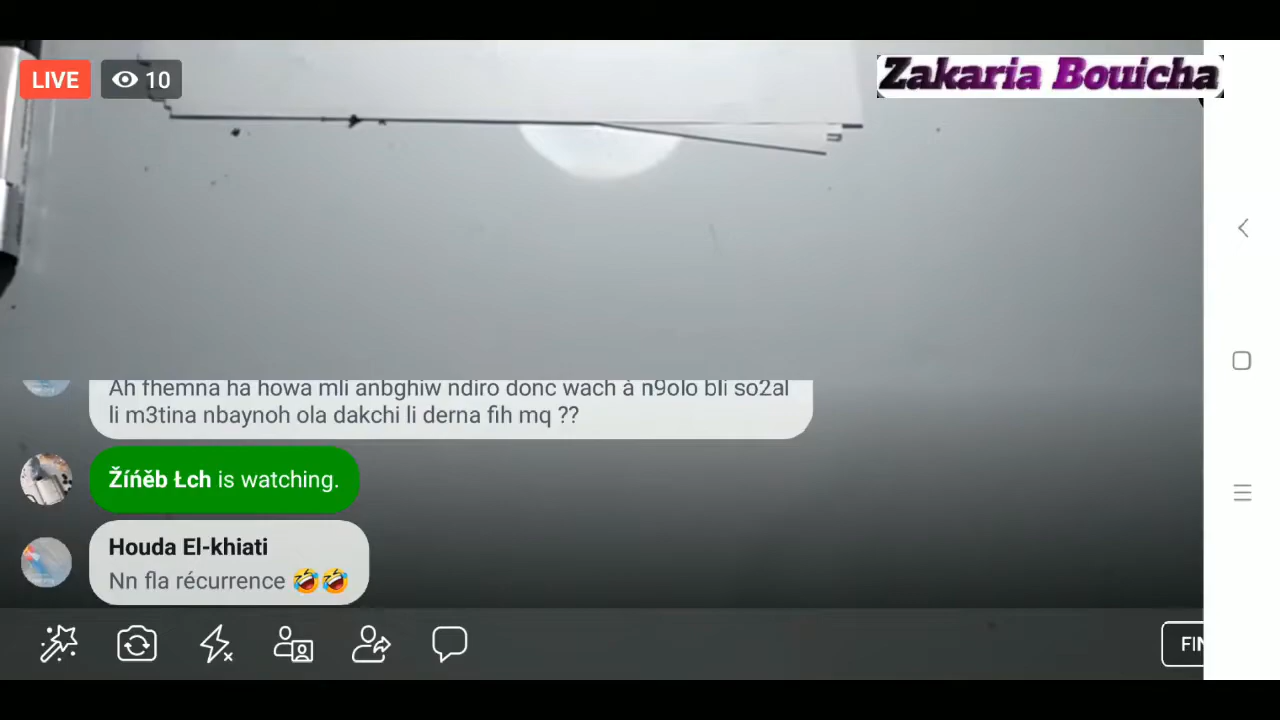 LIVE 10
Zakaria Bouicha
Ah fhemna ha howa mli anbghiw ndiro donc wach à n9olo bli so2al
li m3tina nbaynoh ola dakchi li derna fih mq ??
Žíńěb Łch is watching.
Houda El-khiati
Nn fla récurrence 🤣🤣
FIN